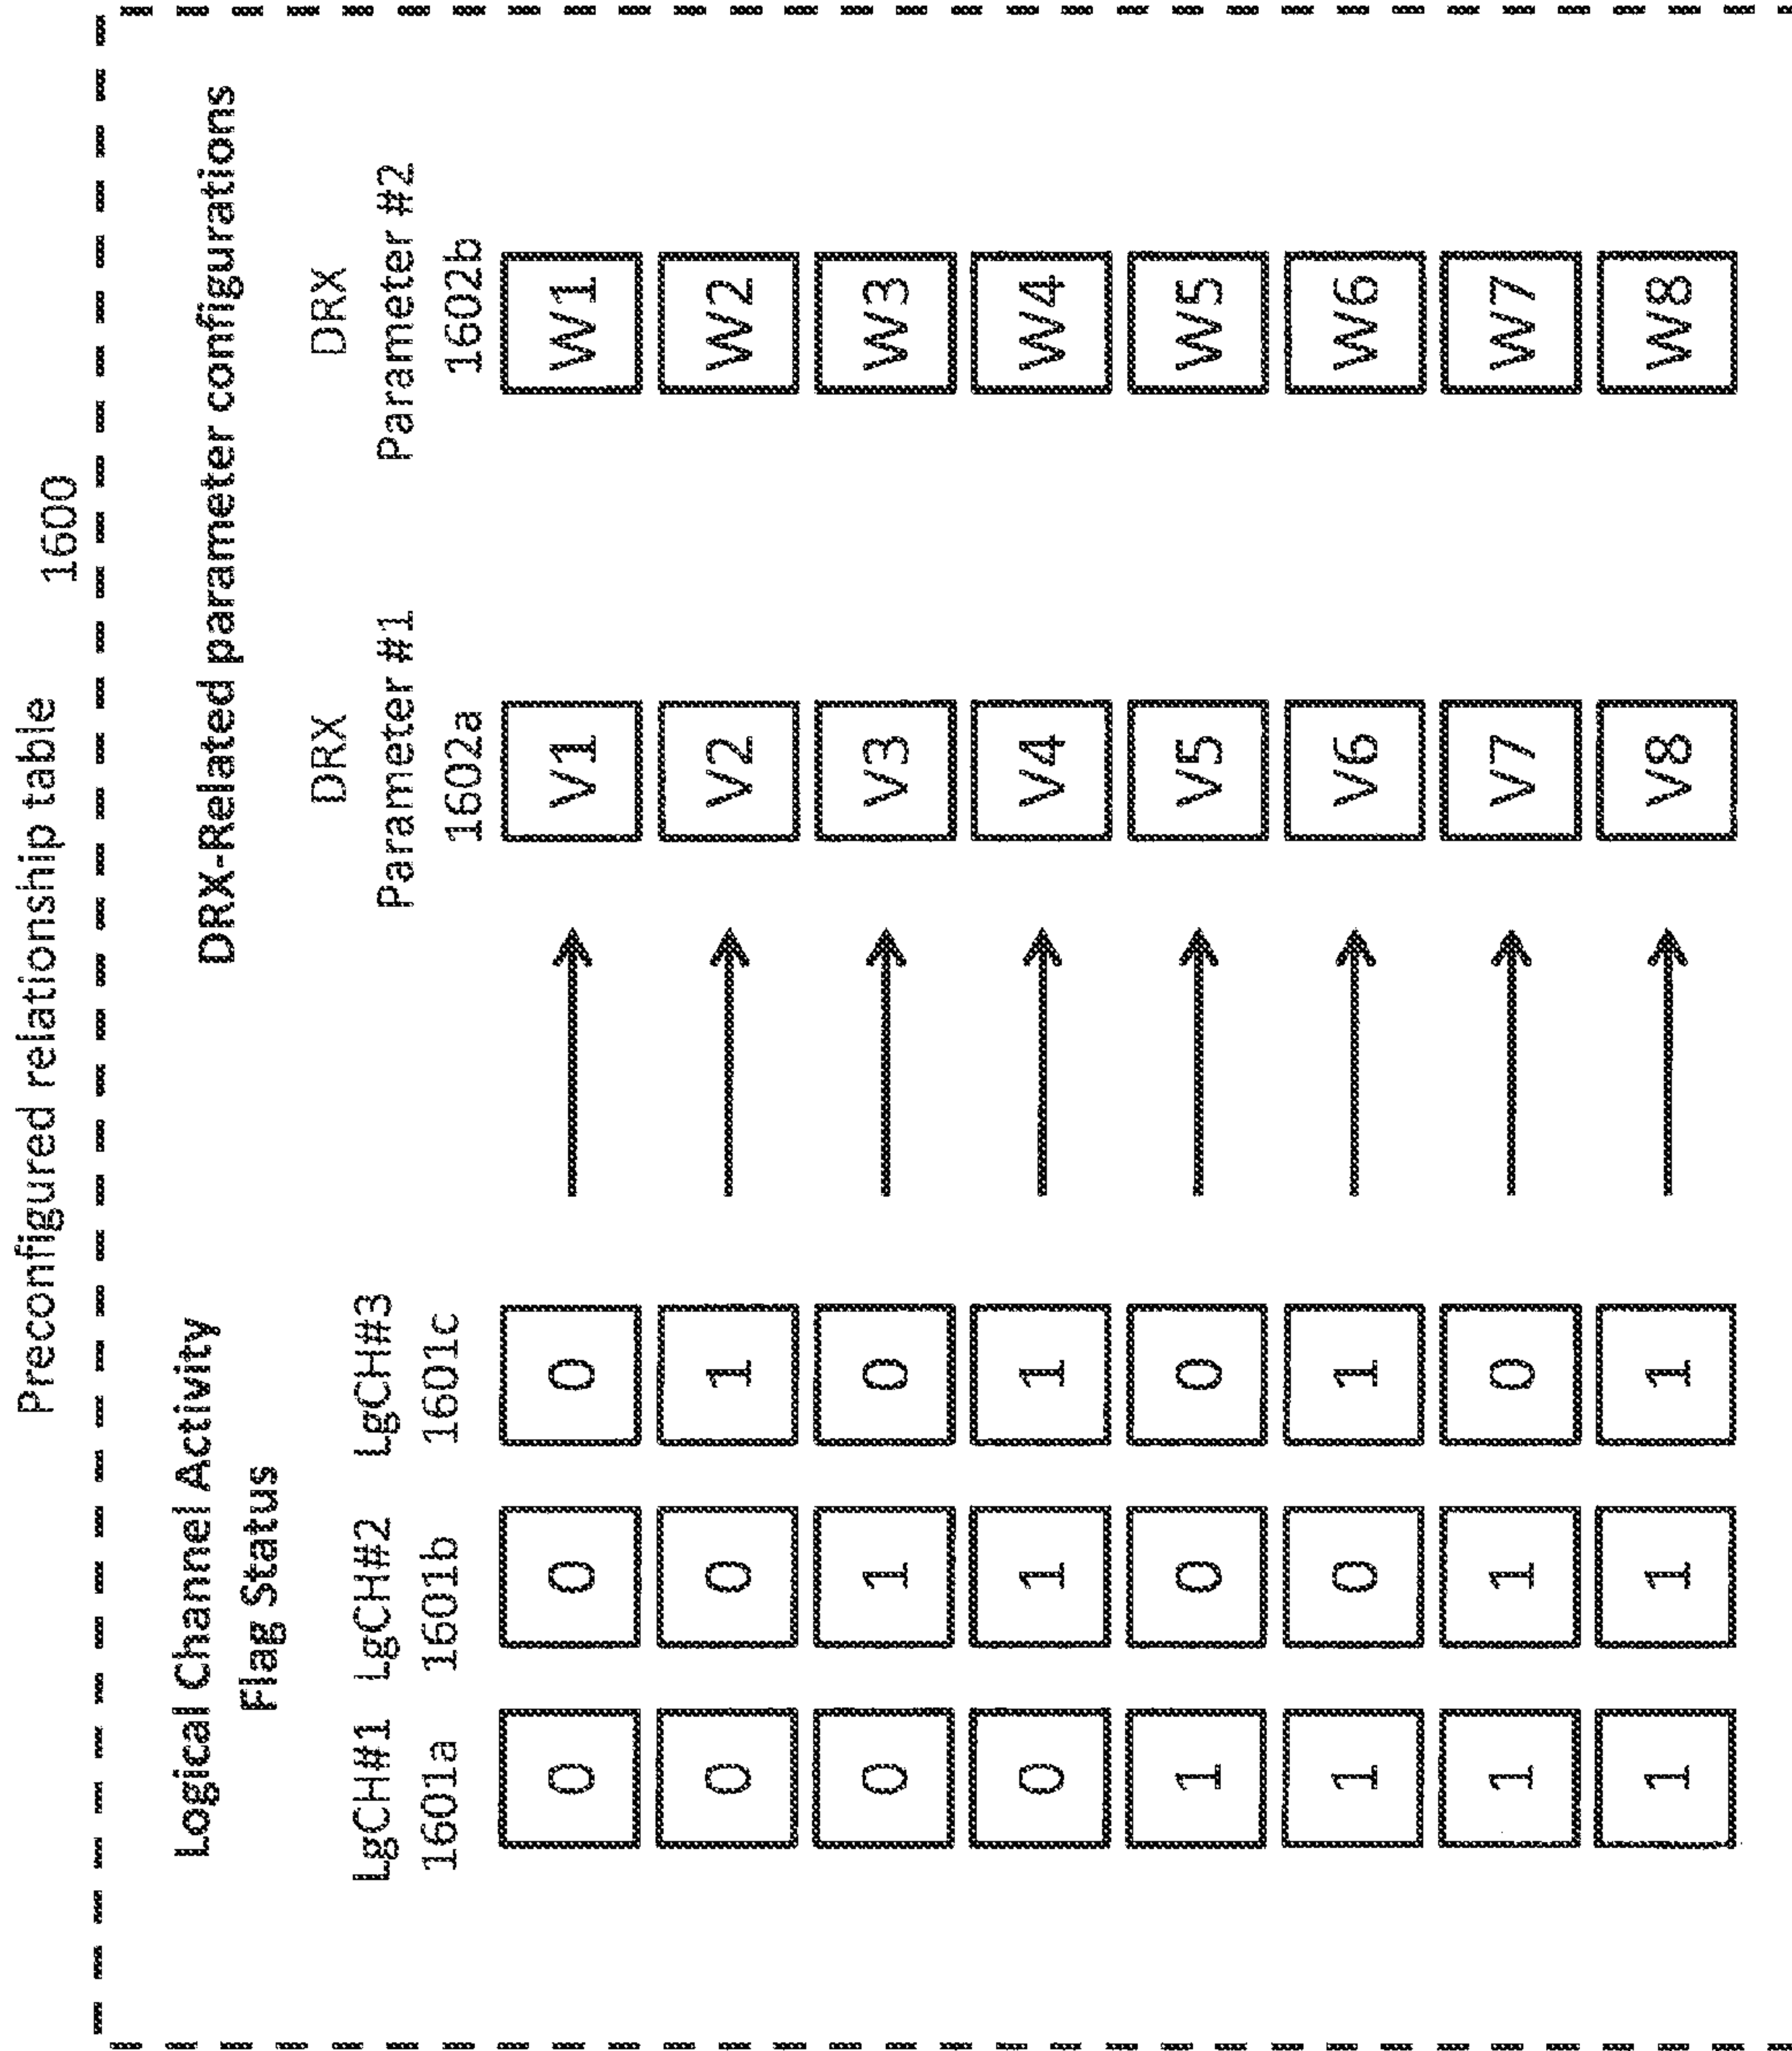 Preconfigured relationship table 1600
Logical Channel Activity
Flag Status
DRX-Related parameter configurations
LgCH#1 LgCH#2 LgCH#3
1601a 1601b 1601c
DRX
Parameter #1
1602a
DRX
Parameter #2
1602b
0 0 0 V1 W1
0 0 1 V2 W2
0 1 0 V3 W3
0 1 1 V4 W4
1 0 0 V5 W5
1 0 1 V6 W6
1 1 0 V7 W7
1 1 1 V8 W8